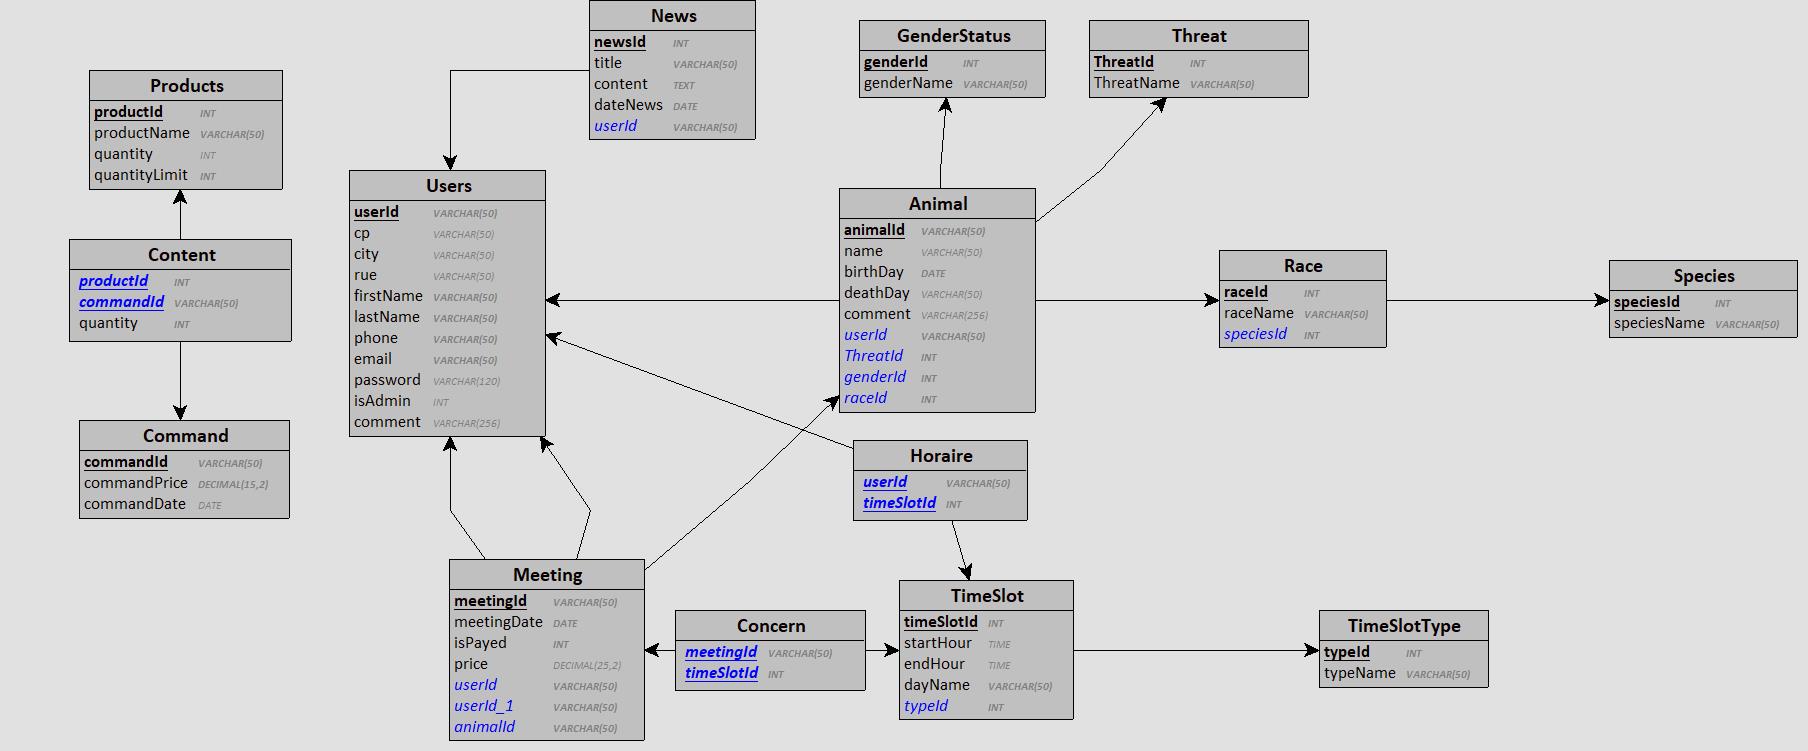 News
newsId INT
title VARCHAR(50)
content TEXT
dateNews DATE
userId VARCHAR(50)
GenderStatus
genderId INT
genderName VARCHAR(50)
Threat
ThreatId INT
ThreatName VARCHAR(50)
Products
productId INT
productName VARCHAR(50)
quantity INT
quantityLimit INT
Users
userId VARCHAR(50)
cp VARCHAR(50)
city VARCHAR(50)
rue VARCHAR(50)
firstName VARCHAR(50)
lastName VARCHAR(50)
phone VARCHAR(50)
email VARCHAR(50)
password VARCHAR(120)
isAdmin INT
comment VARCHAR(256)
Animal
animalId VARCHAR(50)
name VARCHAR(50)
birthDay DATE
deathDay VARCHAR(50)
comment VARCHAR(256)
userId VARCHAR(50)
ThreatId INT
genderId INT
raceId INT
Content
productId INT
commandId VARCHAR(50)
quantity INT
Race
raceId INT
raceName VARCHAR(50)
speciesId INT
Species
speciesId INT
speciesName VARCHAR(50)
Command
commandId VARCHAR(50)
commandPrice DECIMAL(15,2)
commandDate DATE
Horaire
userId VARCHAR(50)
timeSlotId INT
Meeting
meetingId VARCHAR(50)
meetingDate DATE
isPayed INT
price DECIMAL(25,2)
userId VARCHAR(50)
userId_1 VARCHAR(50)
animalId VARCHAR(50)
Concern
meetingId VARCHAR(50)
timeSlotId INT
TimeSlot
timeSlotId INT
startHour TIME
endHour TIME
dayName VARCHAR(50)
typeId INT
TimeSlotType
typeId INT
typeName VARCHAR(50)